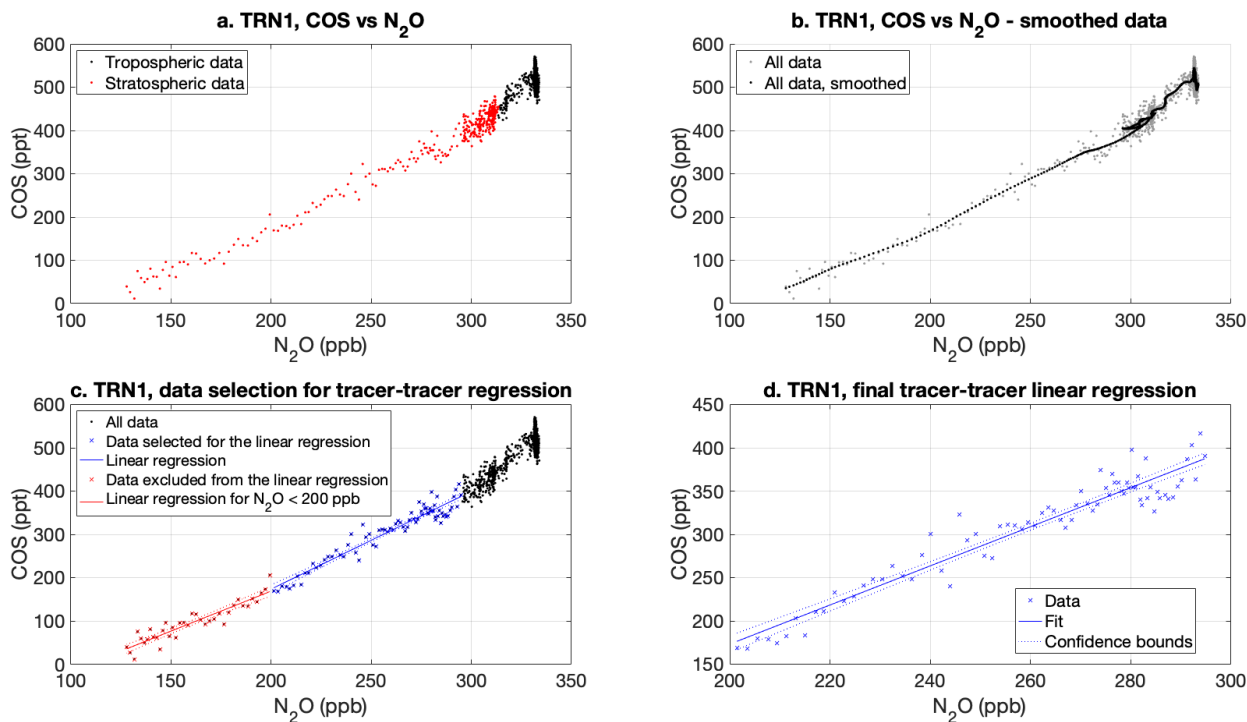 a. TRN1, COS vs N₂O
600
500
400
300
200
100
0
COS (ppt)
Tropospheric data
Stratospheric data
100
200
300
350
N₂O (ppb)
b. TRN1, COS vs N₂O - smoothed data
600
500
400
300
200
100
0
COS (ppt)
All data
All data, smoothed
100
150
200
300
350
N₂O (ppb)
c. TRN1, data selection for tracer-tracer regression
600
500
400
300
200
100
0
COS (ppt)
All data
Data selected for the linear regression
Linear regression
Data excluded from the linear regression
Linear regression for N₂O < 200 ppb
100
200
300
350
N₂O (ppb)
d. TRN1, final tracer-tracer linear regression
450
400
350
300
250
200
150
COS (ppt)
Data
Fit
Confidence bounds
200
220
240
260
280
300
N₂O (ppb)